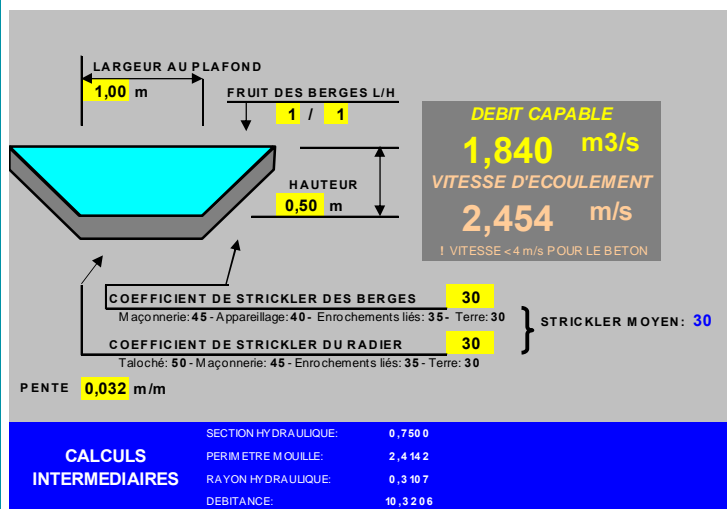 LARGEUR AU PLAFOND
1,00 m
FRUIT DES BERGES L/H
1 / 1
DEBIT CAPABLE
1,840 m3/s
VITESSE D'ECOULEMENT
2,454 m/s
! VITESSE < 4 m/s POUR LE BETON
HAUTEUR
0,50 m
COEFFICIENT DE STRICKLER DES BERGES 30
Maçonnerie: 45 - Appareillage: 40 - Enrochements liés: 35 - Terre: 30
STRICKLER MOYEN: 30
COEFFICIENT DE STRICKLER DU RADIER 30
Taloché: 50 - Maçonnerie: 45 - Enrochements liés: 35 - Terre: 30
PENTE 0,032 m/m
CALCULS
INTERMEDIAIRES
SECTION HYDRAULIQUE: 0,7500
PERIMETRE MOUILLE: 2,4142
RAYON HYDRAULIQUE: 0,3107
DEBITANCE: 10,3206